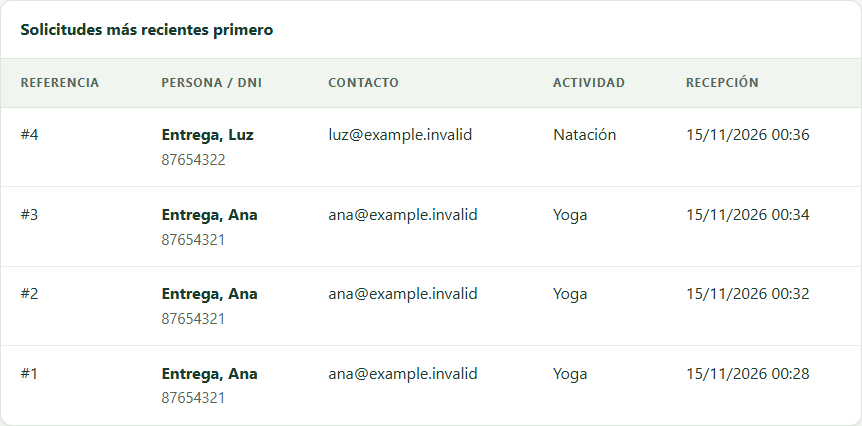 Solicitudes más recientes primero
REFERENCIA PERSONA / DNI CONTACTO ACTIVIDAD RECEPCIÓN
#4 Entrega, Luz luz@example.invalid Natación 15/11/2026 00:36
87654322
#3 Entrega, Ana ana@example.invalid Yoga 15/11/2026 00:34
87654321
#2 Entrega, Ana ana@example.invalid Yoga 15/11/2026 00:32
87654321
#1 Entrega, Ana ana@example.invalid Yoga 15/11/2026 00:28
87654321